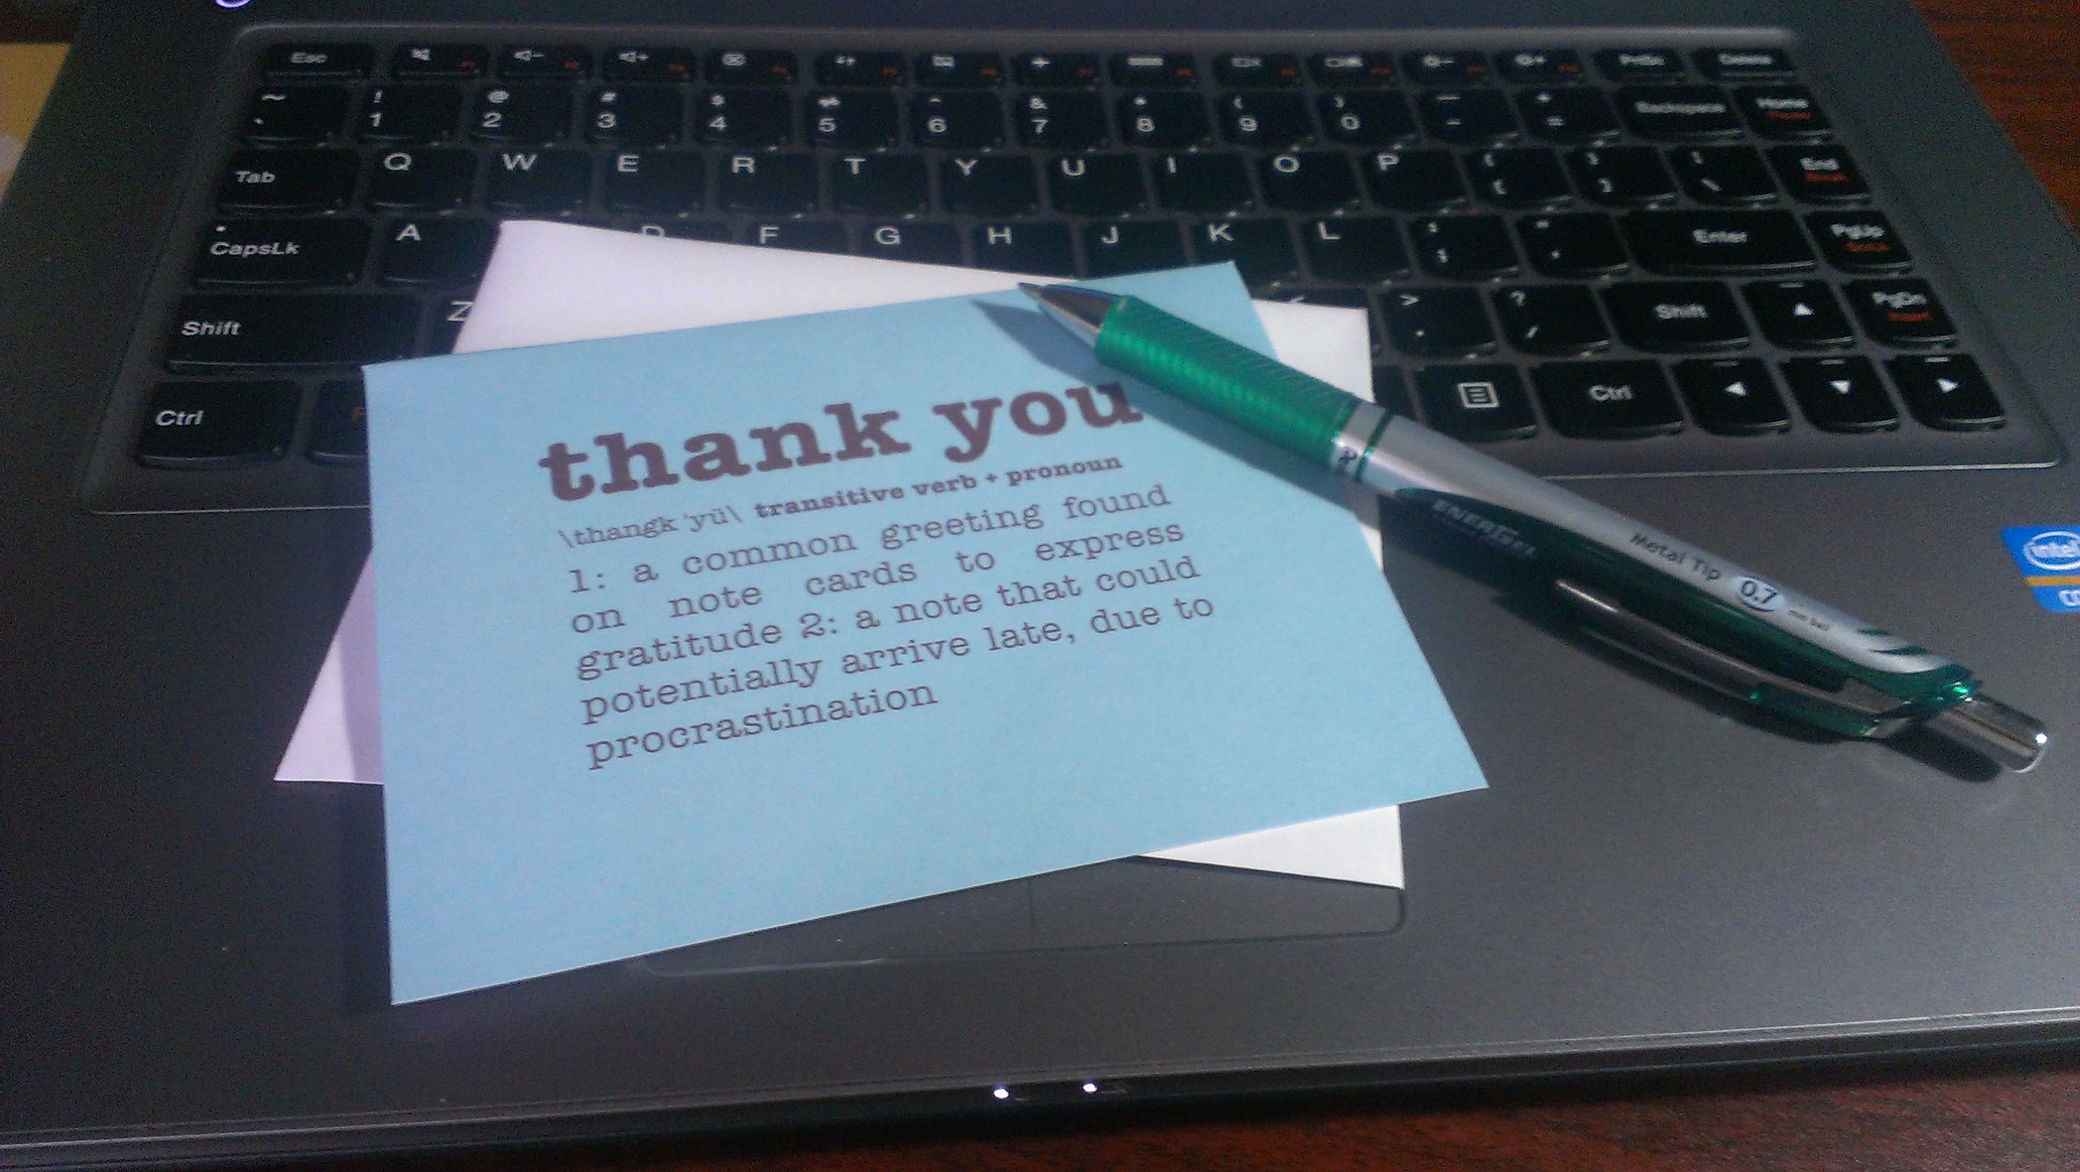 Esc
~ ! @ # $ ^ & * ( ) +
` 1 2 3 4 5 6 7 8 9 0 - = Backspace Home
Tab Q W E R T Y U I O P End
CapsLk A D F G H J K L Enter PgUp
Shift Z > . ? / Shift PgDn
Ctrl Ctrl
thank you
\thangk 'yü\ transitive verb + pronoun
1: a common greeting found
on note cards to express
gratitude 2: a note that could
potentially arrive late, due to
procrastination
ENERGEL
Metal Tip 0.7 mm ball
intel